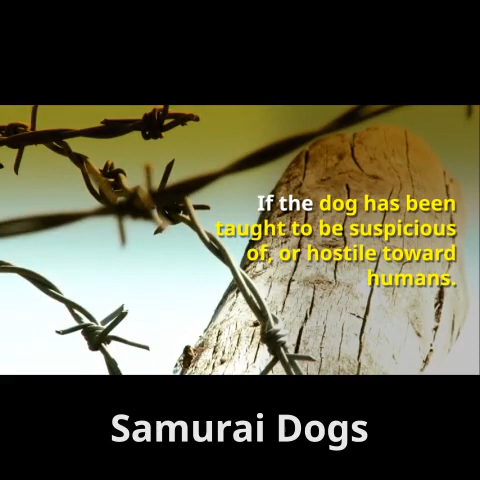 If the dog has been
taught to be suspicious
of, or hostile toward
humans.
Samurai Dogs